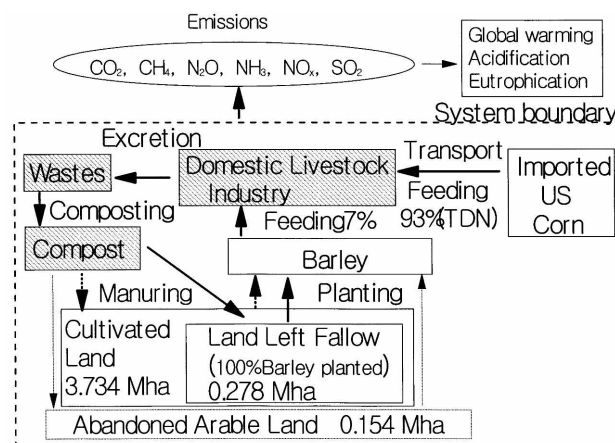 Emissions
CO₂, CH₄, N₂O, NH₃, NOₓ, SO₂
Global warming
Acidification
Eutrophication
System boundary
Excretion
Transport
Wastes
Domestic Livestock
Industry
Imported
US
Corn
Feeding
93%(TDN)
Composting
Feeding7%
Compost
Barley
Manuring
Planting
Cultivated
Land
3.734 Mha
Land Left Fallow
(100%Barley planted)
0.278 Mha
Abandoned Arable Land 0.154 Mha